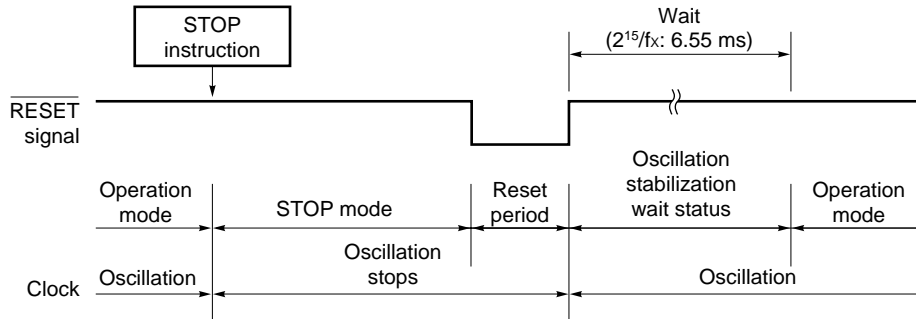 STOP
instruction
Wait
(2¹⁵/fx: 6.55 ms)
RESET
signal
Operation
mode
STOP mode
Reset
period
Oscillation
stabilization
wait status
Operation
mode
Clock
Oscillation
Oscillation
stops
Oscillation